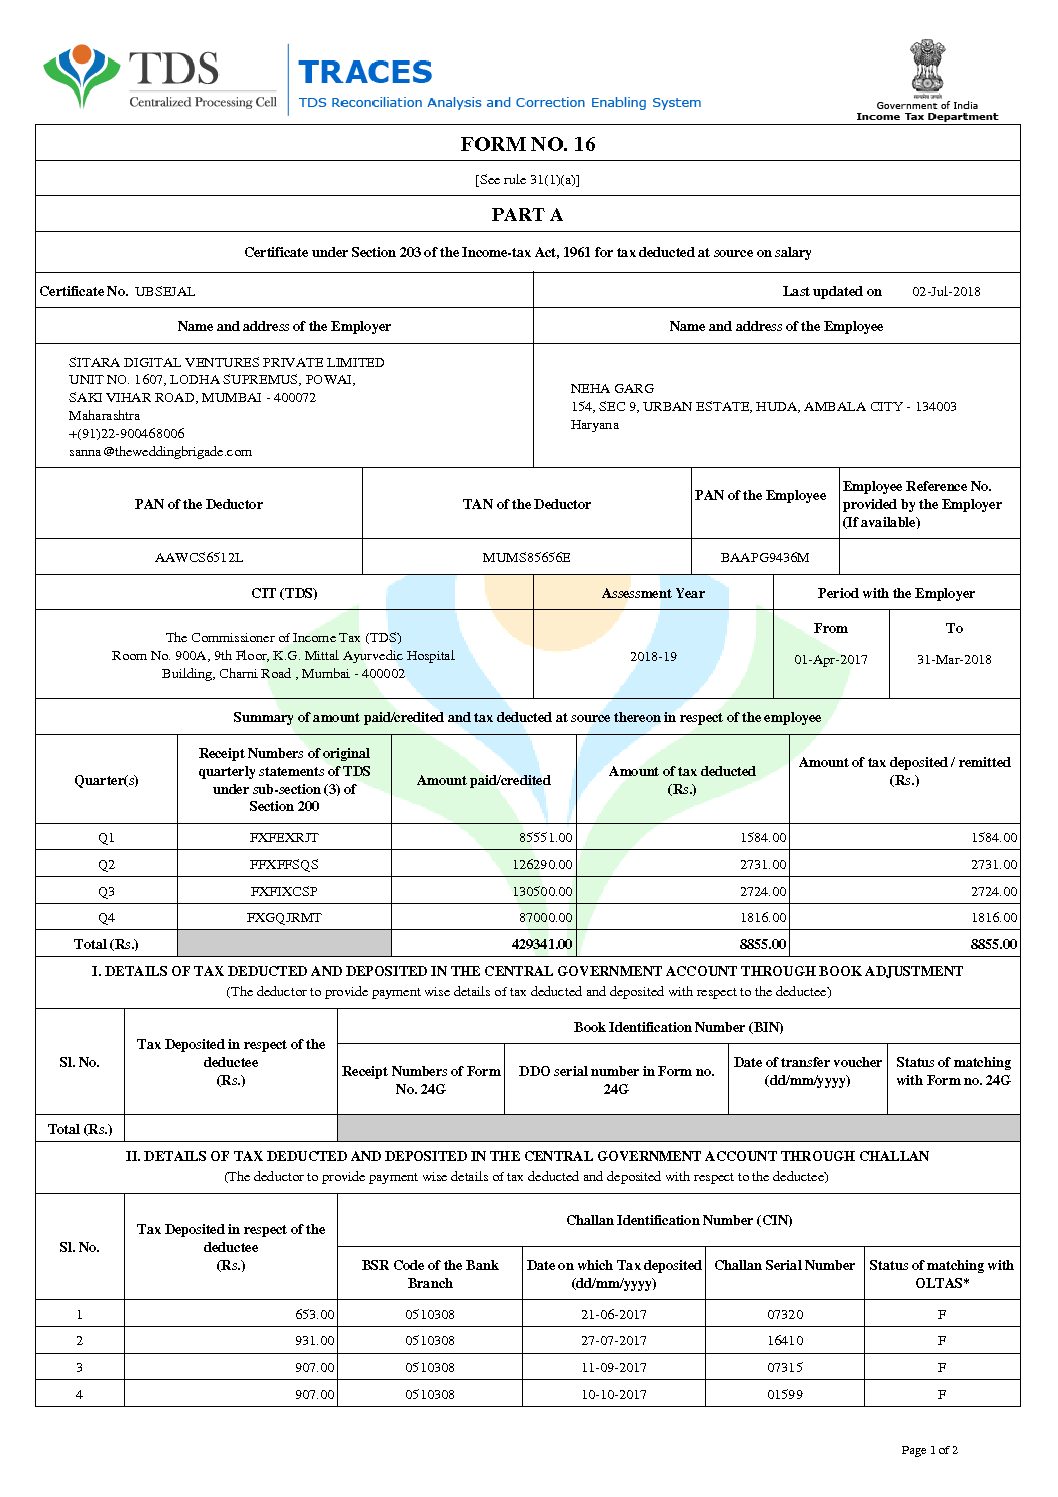 TDS
Centralized Processing Cell
TRACES
TDS Reconciliation Analysis and Correction Enabling System
Government of India
Income Tax Department
FORM NO. 16
[See rule 31(1)(a)]
PART A
Certificate under Section 203 of the Income-tax Act, 1961 for tax deducted at source on salary
Certificate No. UBSEJAL Last updated on 02-Jul-2018
Name and address of the Employer Name and address of the Employee
SITARA DIGITAL VENTURES PRIVATE LIMITED
UNIT NO. 1607, LODHA SUPREMUS, POWAI,
SAKI VIHAR ROAD, MUMBAI - 400072
Maharashtra
+(91)22-900468006
sanna@theweddingbrigade.com
NEHA GARG
154, SEC 9, URBAN ESTATE, HUDA, AMBALA CITY - 134003
Haryana
PAN of the Deductor TAN of the Deductor PAN of the Employee
Employee Reference No.
provided by the Employer
(If available)
AAWCS6512L MUMS85656E BAAPG9436M
CIT (TDS) Assessment Year Period with the Employer
The Commissioner of Income Tax (TDS)
Room No. 900A, 9th Floor, K.G. Mittal Ayurvedic Hospital
Building, Charni Road , Mumbai - 400002
2018-19
From To
01-Apr-2017 31-Mar-2018
Summary of amount paid/credited and tax deducted at source thereon in respect of the employee
Quarter(s)
Receipt Numbers of original
quarterly statements of TDS
under sub-section (3) of
Section 200
Amount paid/credited
Amount of tax deducted
(Rs.)
Amount of tax deposited / remitted
(Rs.)
Q1 FXFEXRJT 85551.00 1584.00 1584.00
Q2 FFXFFSQS 126290.00 2731.00 2731.00
Q3 FXFIXCSP 130500.00 2724.00 2724.00
Q4 FXGQJRMT 87000.00 1816.00 1816.00
Total (Rs.) 429341.00 8855.00 8855.00
I. DETAILS OF TAX DEDUCTED AND DEPOSITED IN THE CENTRAL GOVERNMENT ACCOUNT THROUGH BOOK ADJUSTMENT
(The deductor to provide payment wise details of tax deducted and deposited with respect to the deductee)
Sl. No.
Tax Deposited in respect of the
deductee
(Rs.)
Book Identification Number (BIN)
Receipt Numbers of Form
No. 24G
DDO serial number in Form no.
24G
Date of transfer voucher
(dd/mm/yyyy)
Status of matching
with Form no. 24G
Total (Rs.)
II. DETAILS OF TAX DEDUCTED AND DEPOSITED IN THE CENTRAL GOVERNMENT ACCOUNT THROUGH CHALLAN
(The deductor to provide payment wise details of tax deducted and deposited with respect to the deductee)
Sl. No.
Tax Deposited in respect of the
deductee
(Rs.)
Challan Identification Number (CIN)
BSR Code of the Bank
Branch
Date on which Tax deposited
(dd/mm/yyyy)
Challan Serial Number
Status of matching with
OLTAS*
1 653.00 0510308 21-06-2017 07320 F
2 931.00 0510308 27-07-2017 16410 F
3 907.00 0510308 11-09-2017 07315 F
4 907.00 0510308 10-10-2017 01599 F
Page 1 of 2